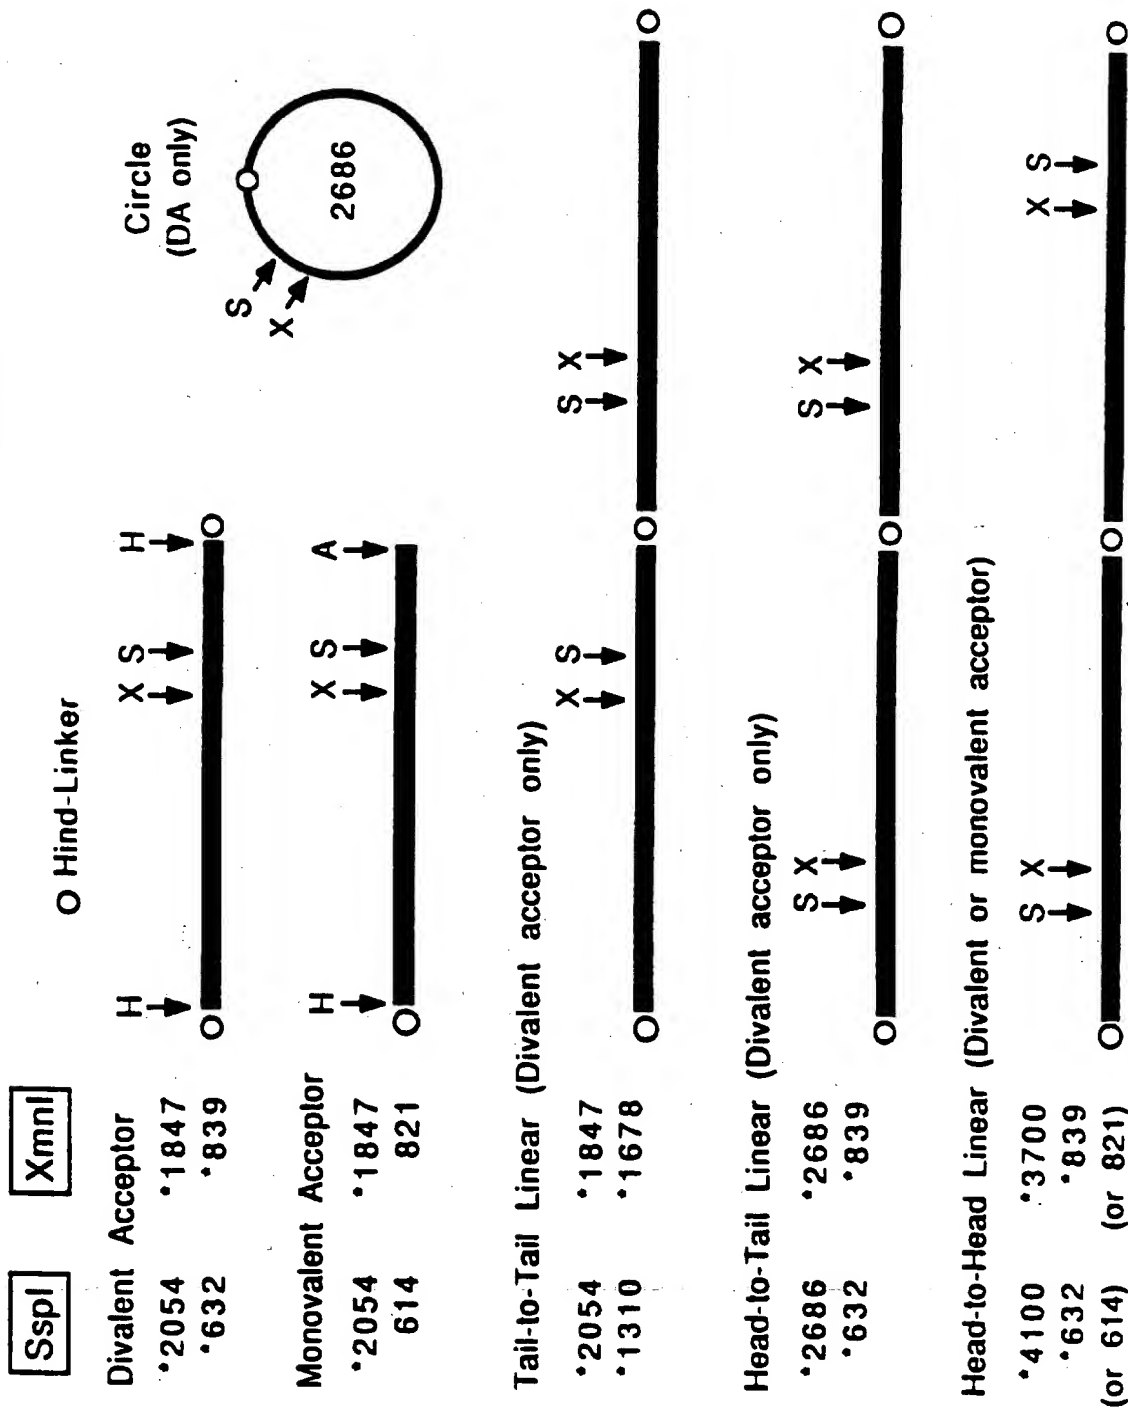 SspI XmnI
O Hind-Linker
Circle
(DA only)
S
X
2686
Divalent Acceptor
*2054 *1847
*632 *839
H X S H
Monovalent Acceptor
*2054 *1847
614 821
H X S A
Tail-to-Tail Linear (Divalent acceptor only)
*2054 *1847
*1310 *1678
X S S X
Head-to-Tail Linear (Divalent acceptor only)
*2686 *2686
*632 *839
S X S X
Head-to-Head Linear (Divalent or monovalent acceptor)
*4100 *3700
*632 *839
(or 614) (or 821)
S X X S